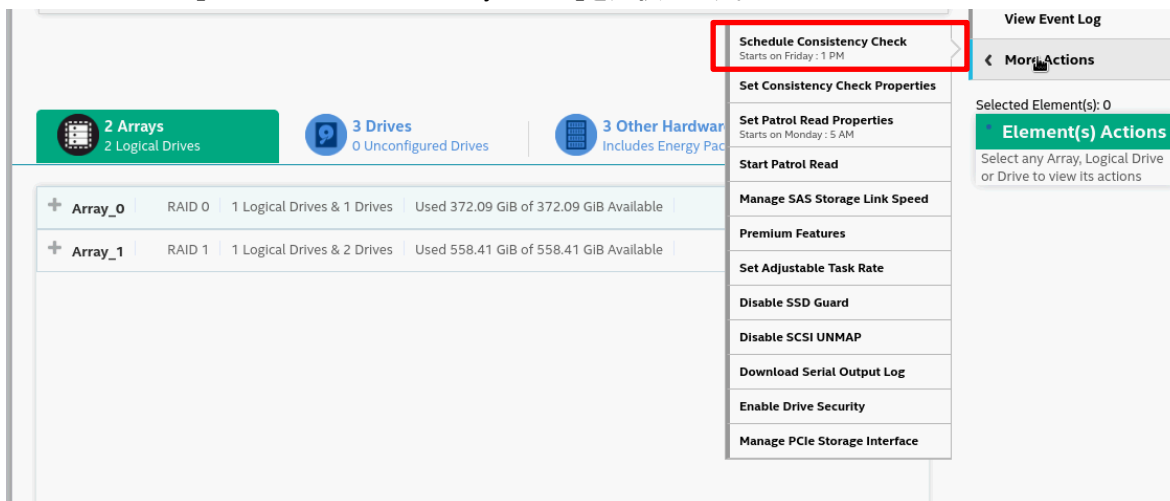 View Event Log
Schedule Consistency Check
Starts on Friday : 1 PM
More Actions
Set Consistency Check Properties
Selected Element(s): 0
2 Arrays
2 Logical Drives
3 Drives
0 Unconfigured Drives
3 Other Hardwar
Includes Energy Pac
Set Patrol Read Properties
Starts on Monday : 5 AM
Element(s) Actions
Select any Array, Logical Drive
or Drive to view its actions
Start Patrol Read
Manage SAS Storage Link Speed
Array_0 RAID 0 1 Logical Drives & 1 Drives Used 372.09 GiB of 372.09 GiB Available
Premium Features
Array_1 RAID 1 1 Logical Drives & 2 Drives Used 558.41 GiB of 558.41 GiB Available
Set Adjustable Task Rate
Disable SSD Guard
Disable SCSI UNMAP
Download Serial Output Log
Enable Drive Security
Manage PCIe Storage Interface